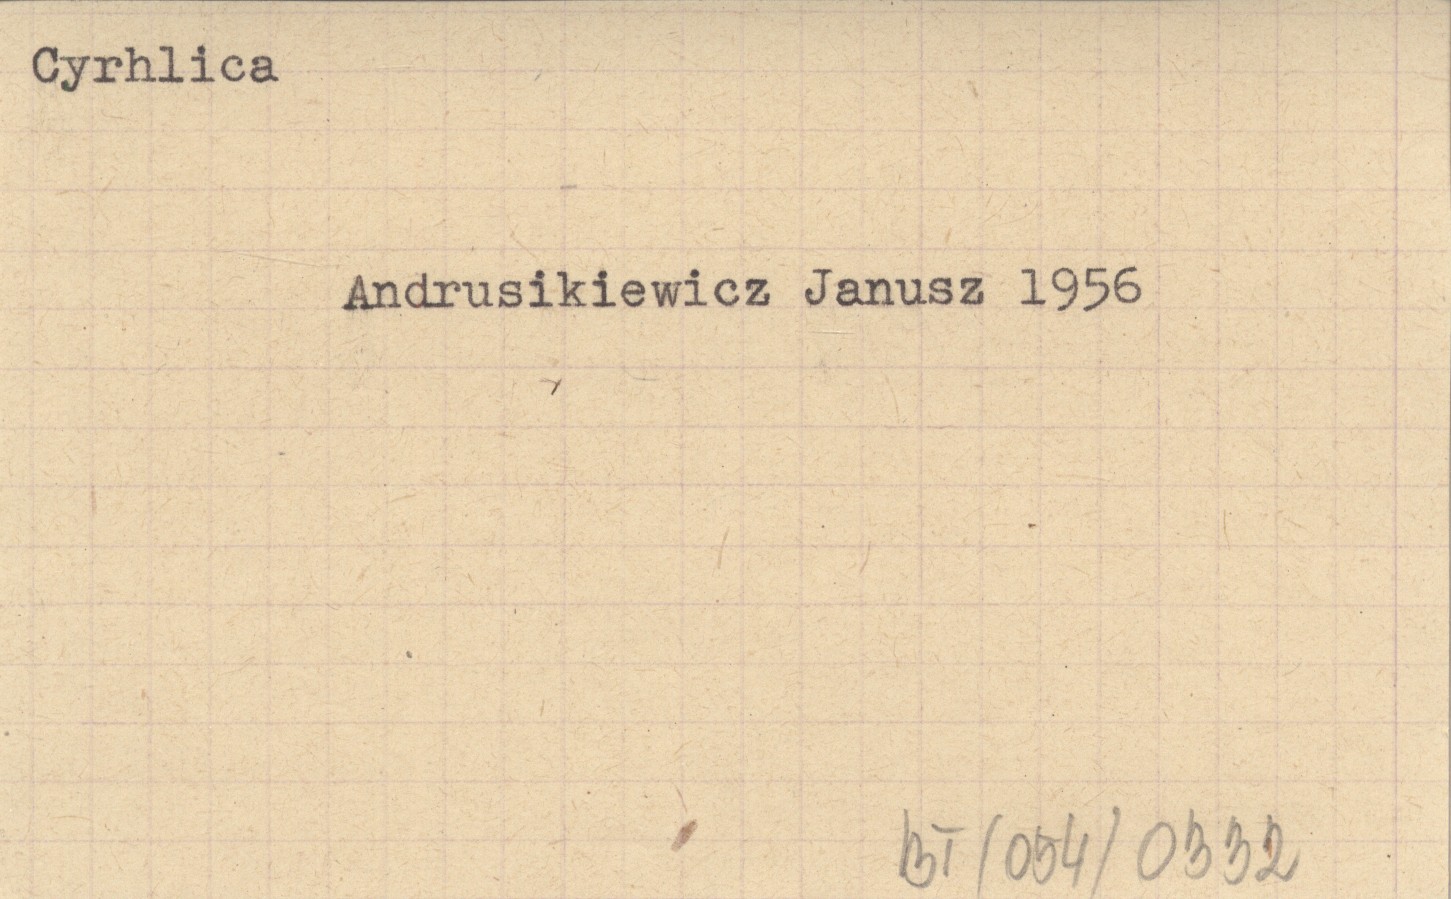 Cyrhlica
Andrusikiewicz Janusz 1956
BT/054/0332